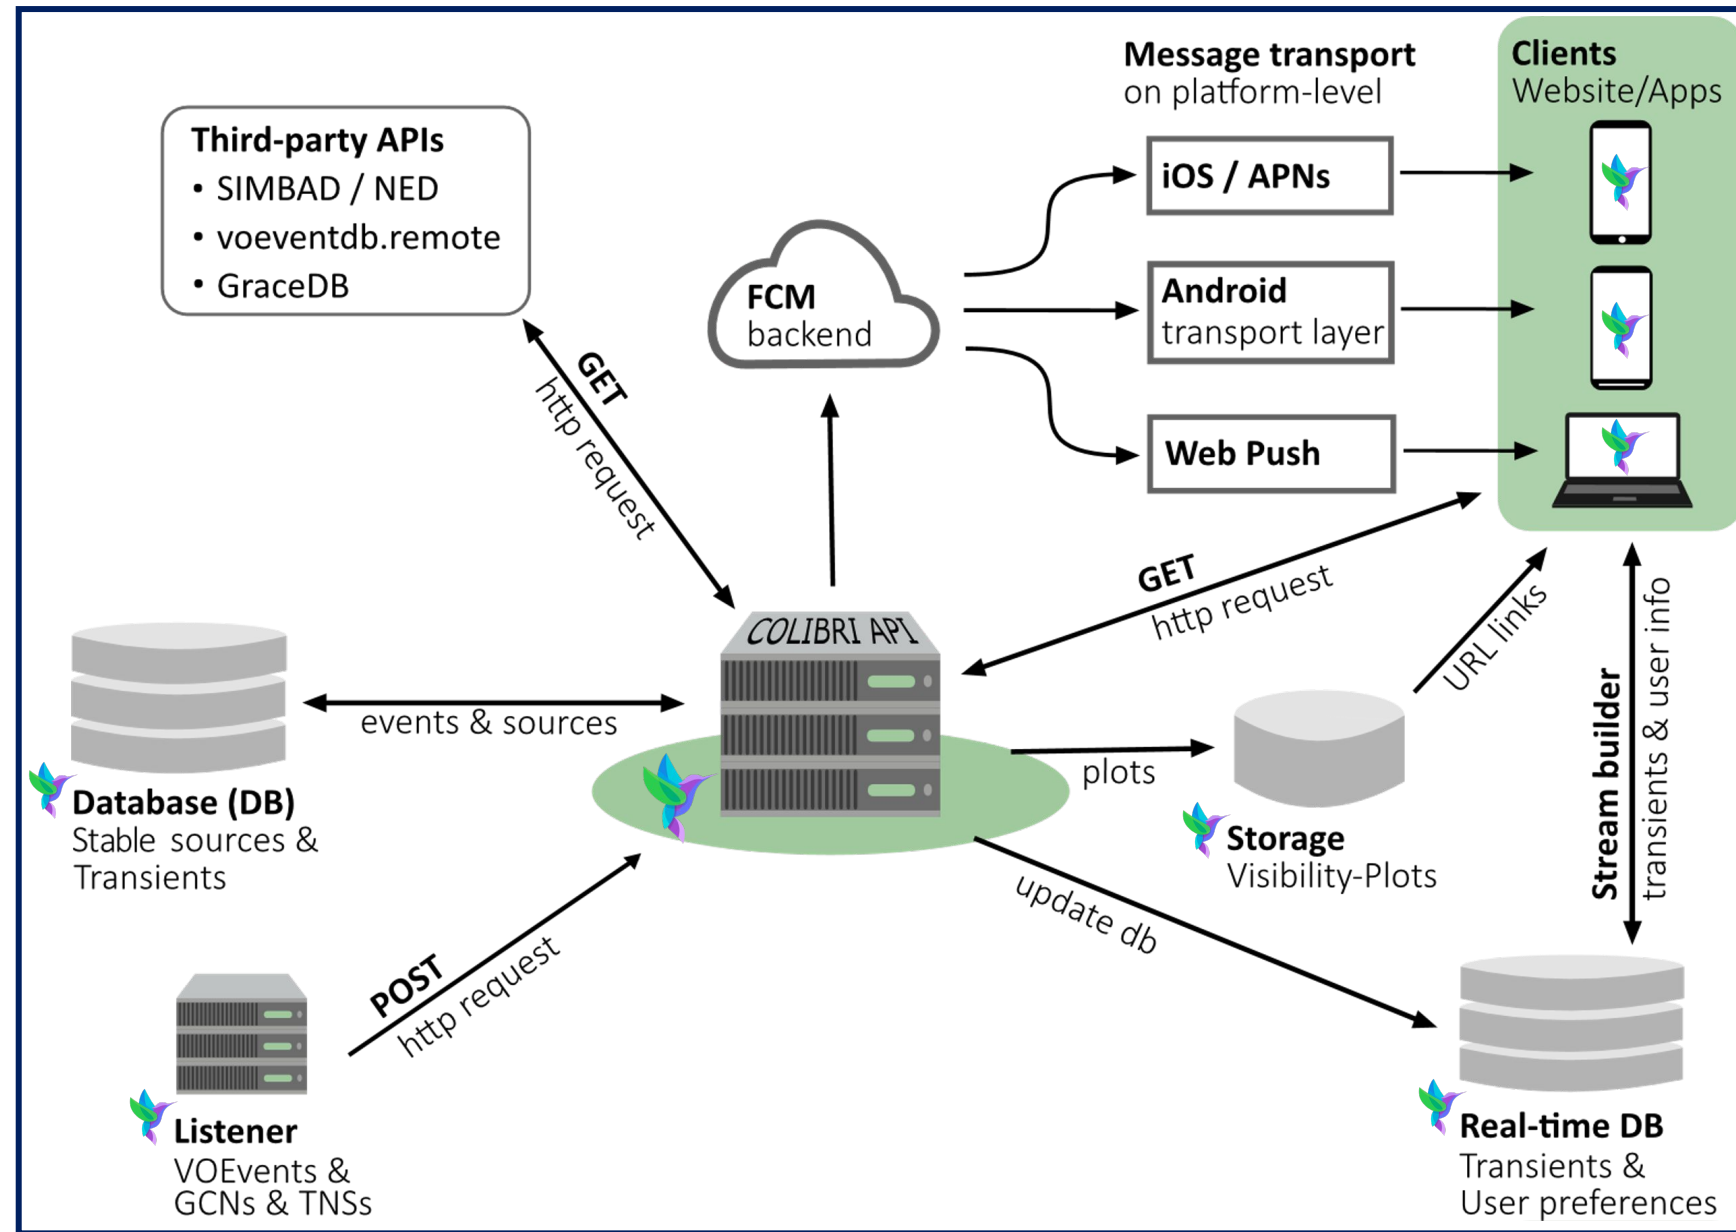 Message transport
on platform-level
Clients
Website/Apps
Third-party APIs
• SIMBAD / NED
• voeventdb.remote
• GraceDB
iOS / APNs
FCM
backend
Android
transport layer
Web Push
GET
http request
GET
http request
COLIBRI API
URL links
Stream builder
transients & user info
events & sources
plots
Database (DB)
Stable sources &
Transients
Storage
Visibility-Plots
update db
POST
http request
Listener
VOEvents &
GCNs & TNSs
Real-time DB
Transients &
User preferences